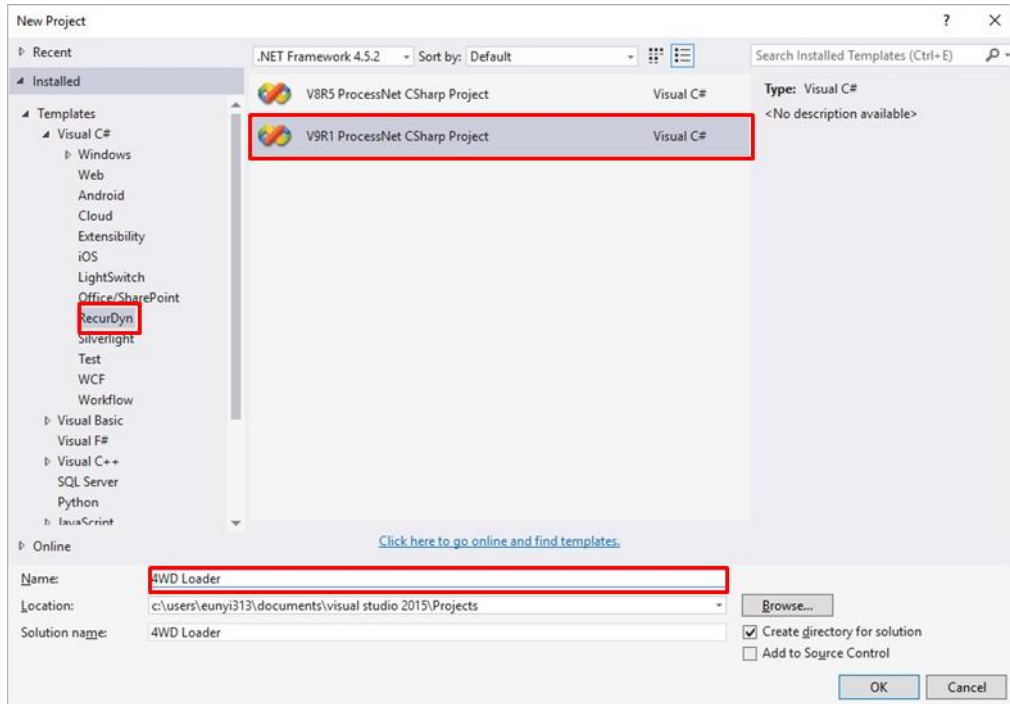 New Project
? ×
Recent
.NET Framework 4.5.2 Sort by: Default
Search Installed Templates (Ctrl+E)
Installed
Templates
Visual C#
Windows
Web
Android
Cloud
Extensibility
iOS
LightSwitch
Office/SharePoint
RecurDyn
Silverlight
Test
WCF
Workflow
Visual Basic
Visual F#
Visual C++
SQL Server
Python
JavaScript
Online
V8R5 ProcessNet CSharp Project Visual C#
V9R1 ProcessNet CSharp Project Visual C#
Type: Visual C#
<No description available>
Click here to go online and find templates.
Name: 4WD Loader
Location: c:\users\eunyi313\documents\visual studio 2015\Projects
Browse...
Solution name: 4WD Loader
Create directory for solution
Add to Source Control
OK Cancel